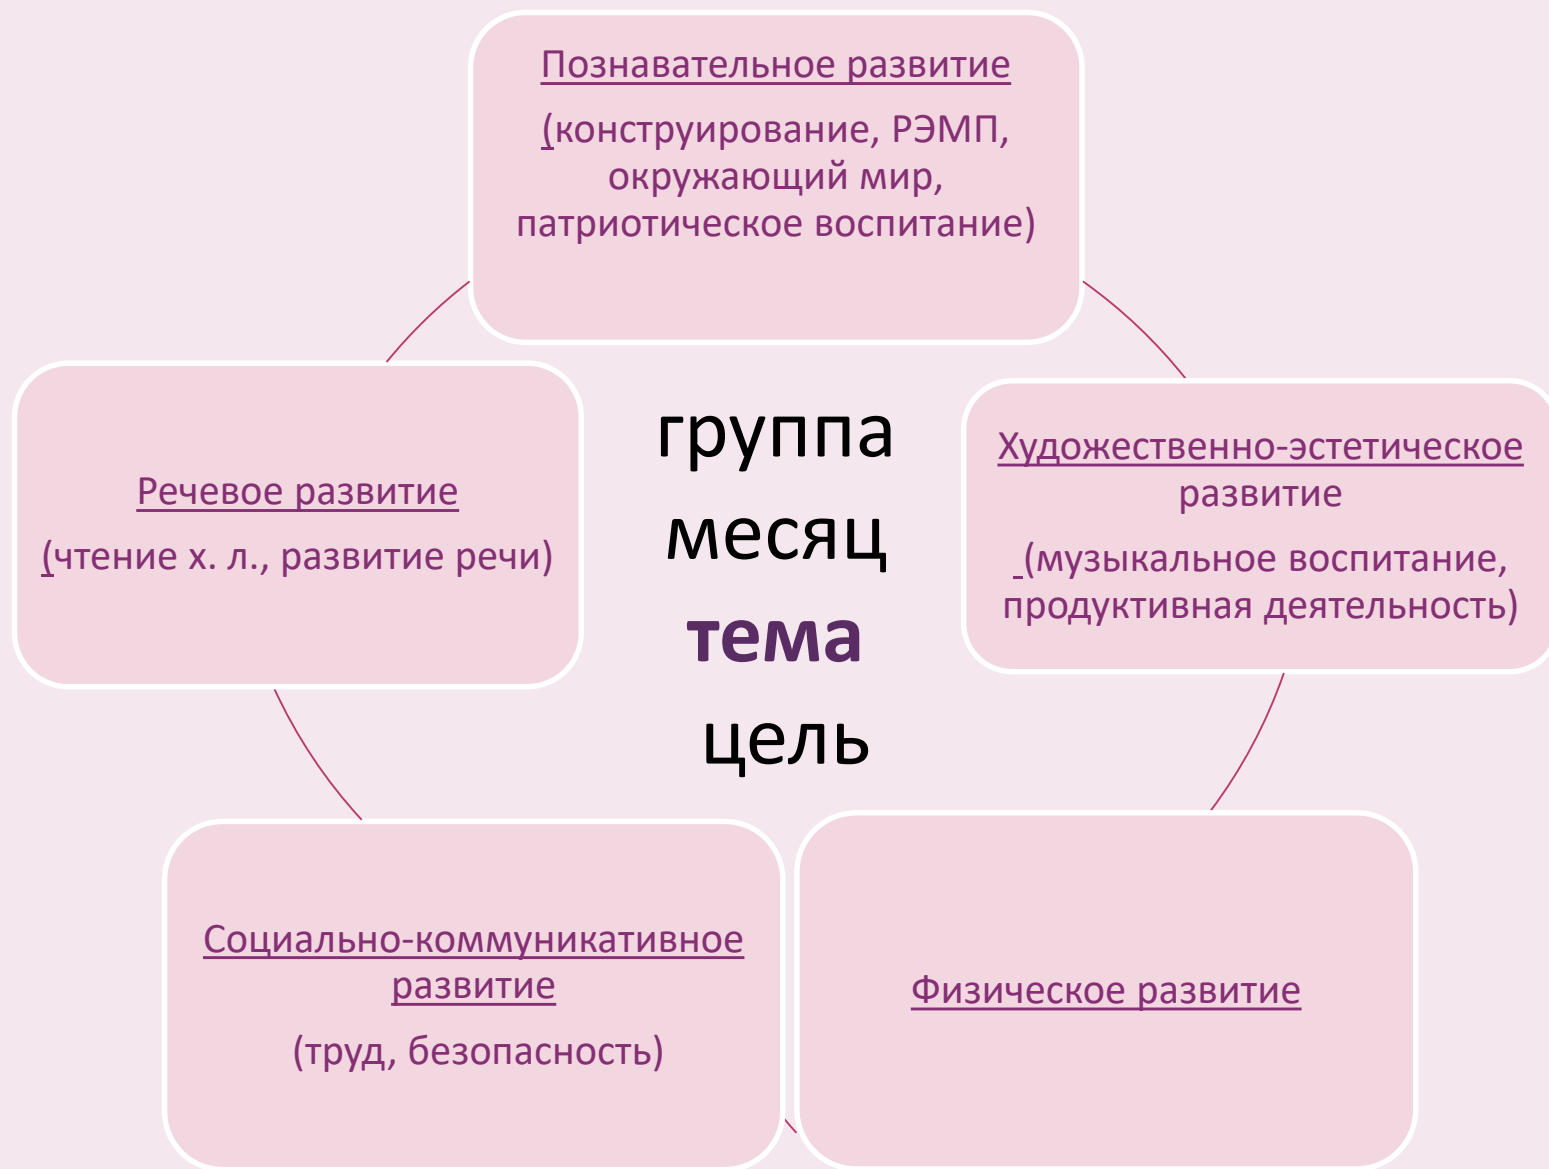 Познавательное развитие
(конструирование, РЭМП,
окружающий мир,
патриотическое воспитание)
Речевое развитие
(чтение х. л., развитие речи)
группа
месяц
тема
цель
Художественно-эстетическое
развитие
(музыкальное воспитание,
продуктивная деятельность)
Социально-коммуникативное
развитие
(труд, безопасность)
Физическое развитие